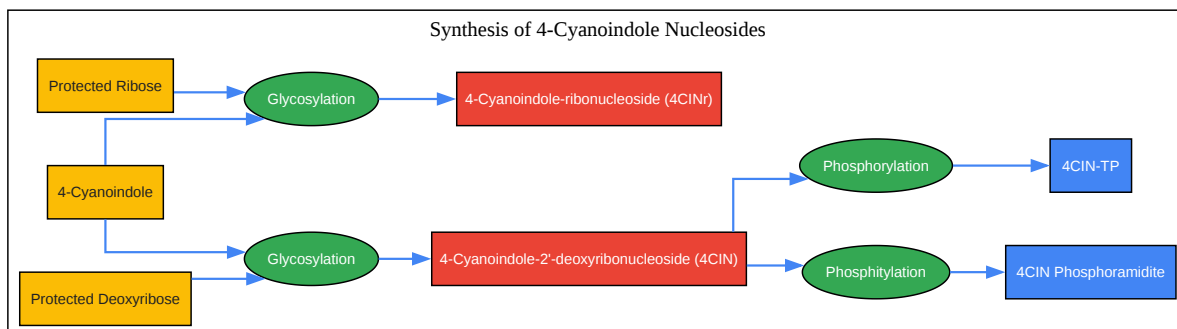 Synthesis of 4-Cyanoindole Nucleosides
Protected Ribose
Glycosylation
4-Cyanoindole-ribonucleoside (4CINr)
Phosphorylation
4CIN-TP
4-Cyanoindole
Glycosylation
4-Cyanoindole-2'-deoxyribonucleoside (4CIN)
Phosphitylation
4CIN Phosphoramidite
Protected Deoxyribose